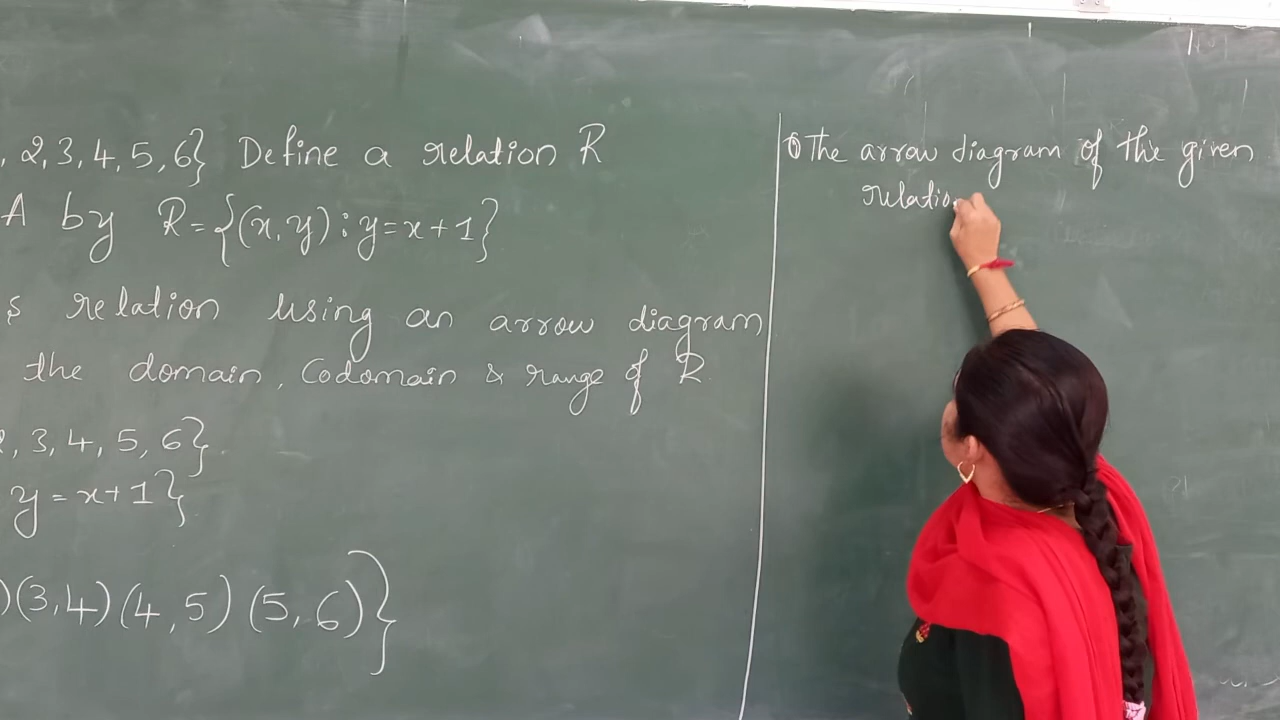 , 2, 3, 4, 5, 6} Define a relation R
A by R = {(x, y) : y = x + 1}
s relation using an arrow diagram
the domain, Codomain & range of R.
, 3, 4, 5, 6}
y = x + 1}
) (3, 4) (4, 5) (5, 6)}
The arrow diagram of the given
relatio